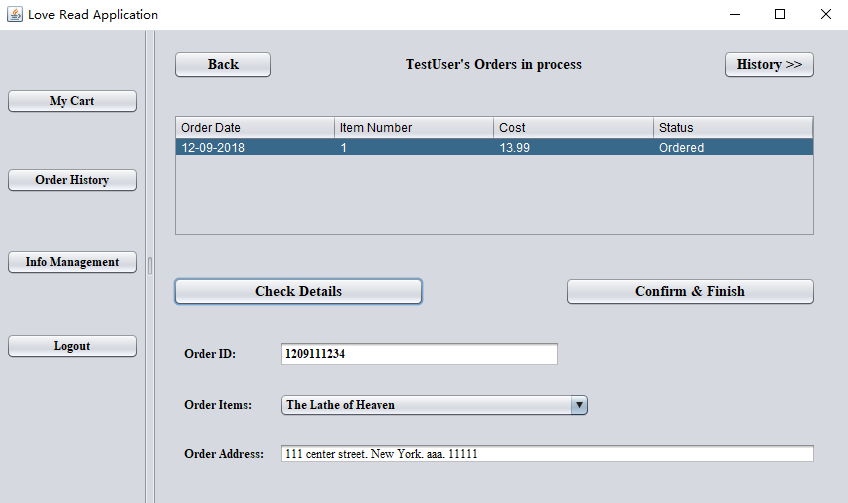 Love Read Application
Back
TestUser's Orders in process
History >>
My Cart
Order History
Info Management
Logout
Order Date Item Number Cost Status
12-09-2018 1 13.99 Ordered
Check Details
Confirm & Finish
Order ID: 1209111234
Order Items: The Lathe of Heaven
Order Address: 111 center street. New York. aaa. 11111